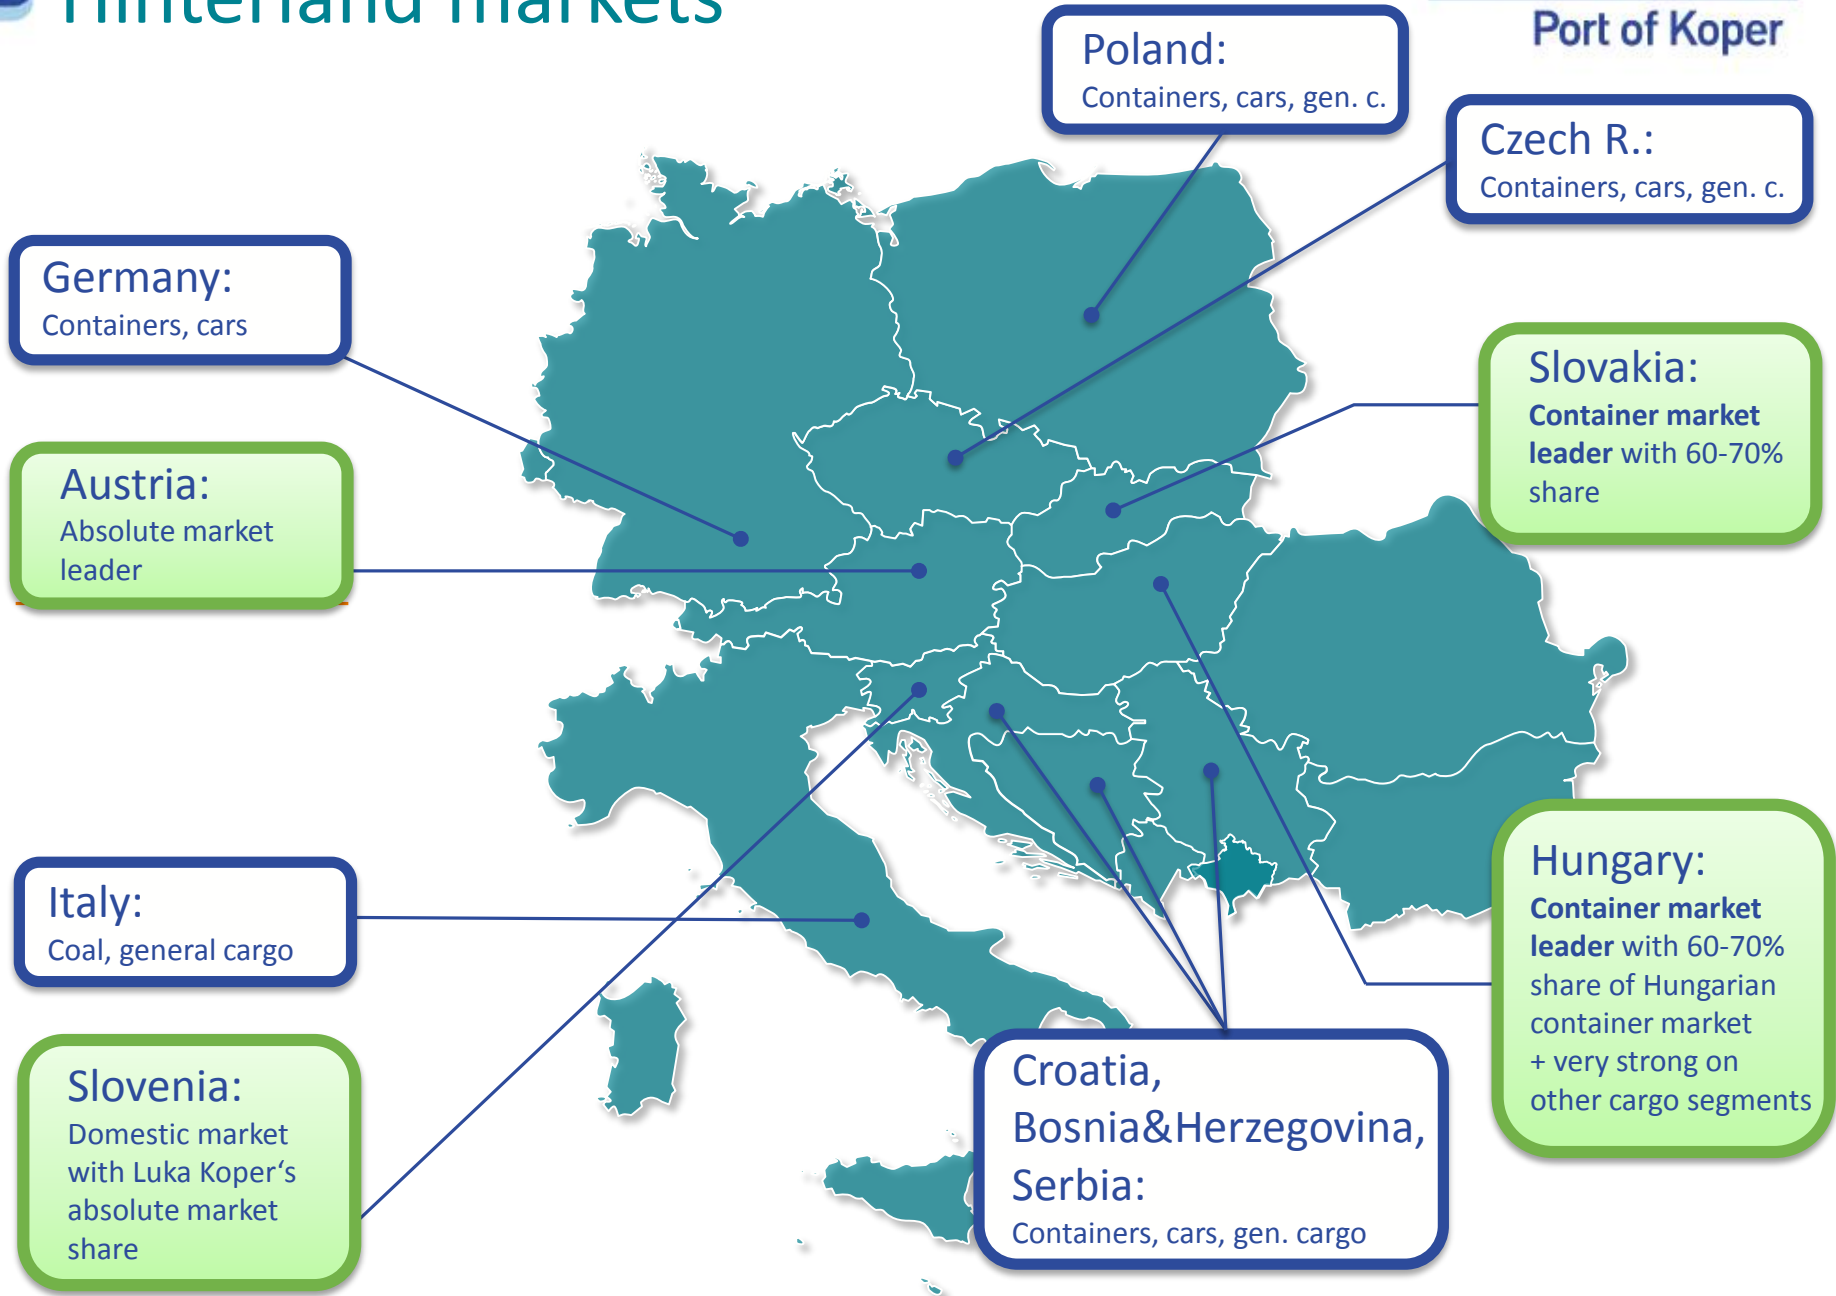 Hinterland markets
Port of Koper
Poland:
Containers, cars, gen. c.
Czech R.:
Containers, cars, gen. c.
Germany:
Containers, cars
Slovakia:
Container market
leader with 60-70%
share
Austria:
Absolute market
leader
Hungary:
Container market
leader with 60-70%
share of Hungarian
container market
+ very strong on
other cargo segments
Italy:
Coal, general cargo
Croatia,
Bosnia&Herzegovina,
Serbia:
Containers, cars, gen. cargo
Slovenia:
Domestic market
with Luka Koper‘s
absolute market
share